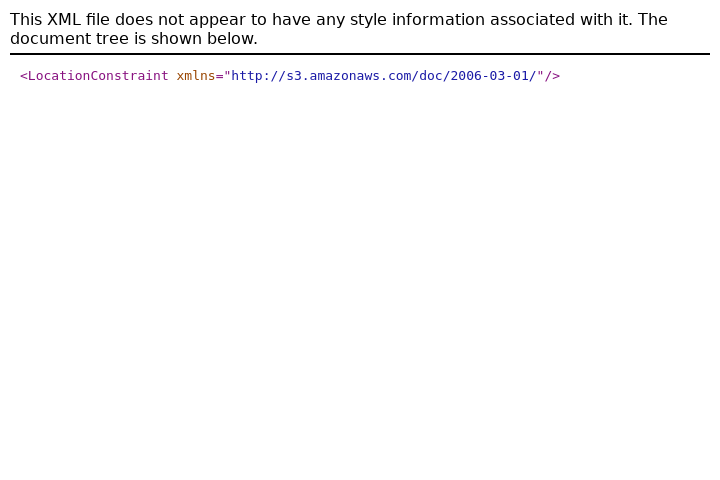 This XML file does not appear to have any style information associated with it. The
document tree is shown below.
<LocationConstraint xmlns="http://s3.amazonaws.com/doc/2006-03-01/"/>